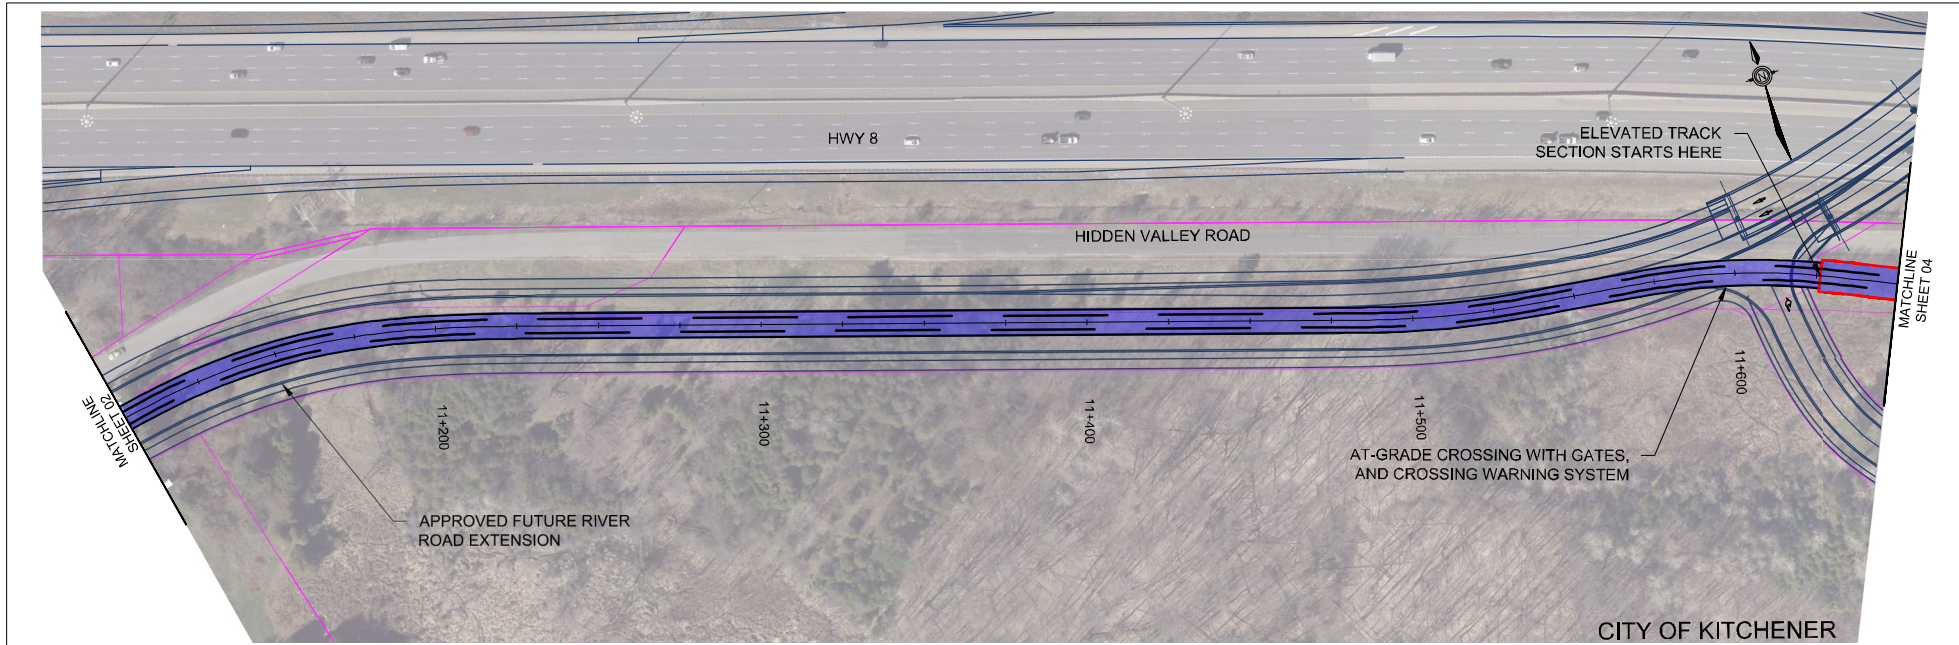 HWY 8
ELEVATED TRACK
SECTION STARTS HERE
HIDDEN VALLEY ROAD
MATCHLINE
SHEET 04
MATCHLINE
SHEET 02
11+200
11+300
11+400
11+500
11+600
AT-GRADE CROSSING WITH GATES,
AND CROSSING WARNING SYSTEM
APPROVED FUTURE RIVER
ROAD EXTENSION
CITY OF KITCHENER